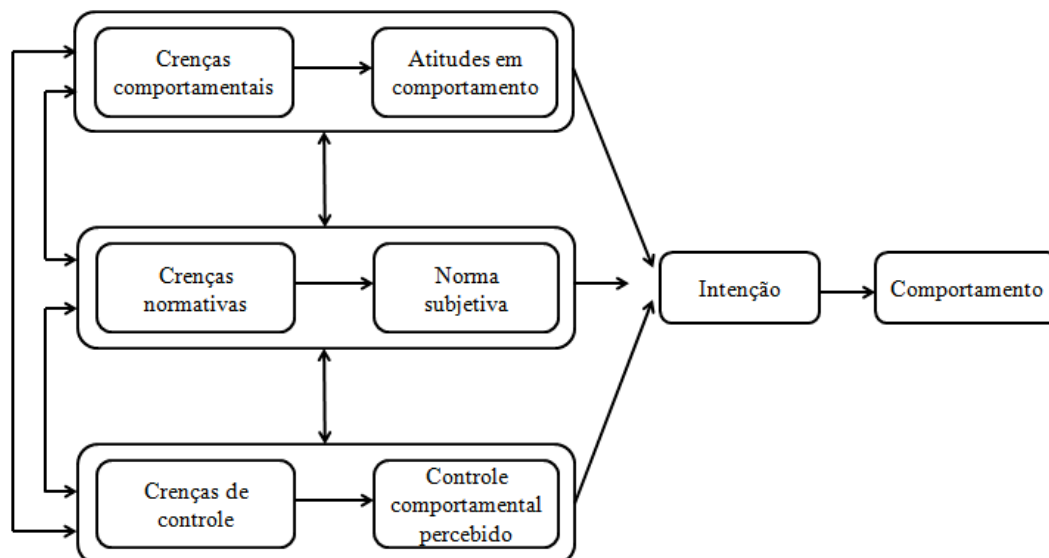 Crenças
comportamentais
Atitudes em
comportamento
Crenças
normativas
Norma
subjetiva
Intenção
Comportamento
Crenças de
controle
Controle
comportamental
percebido